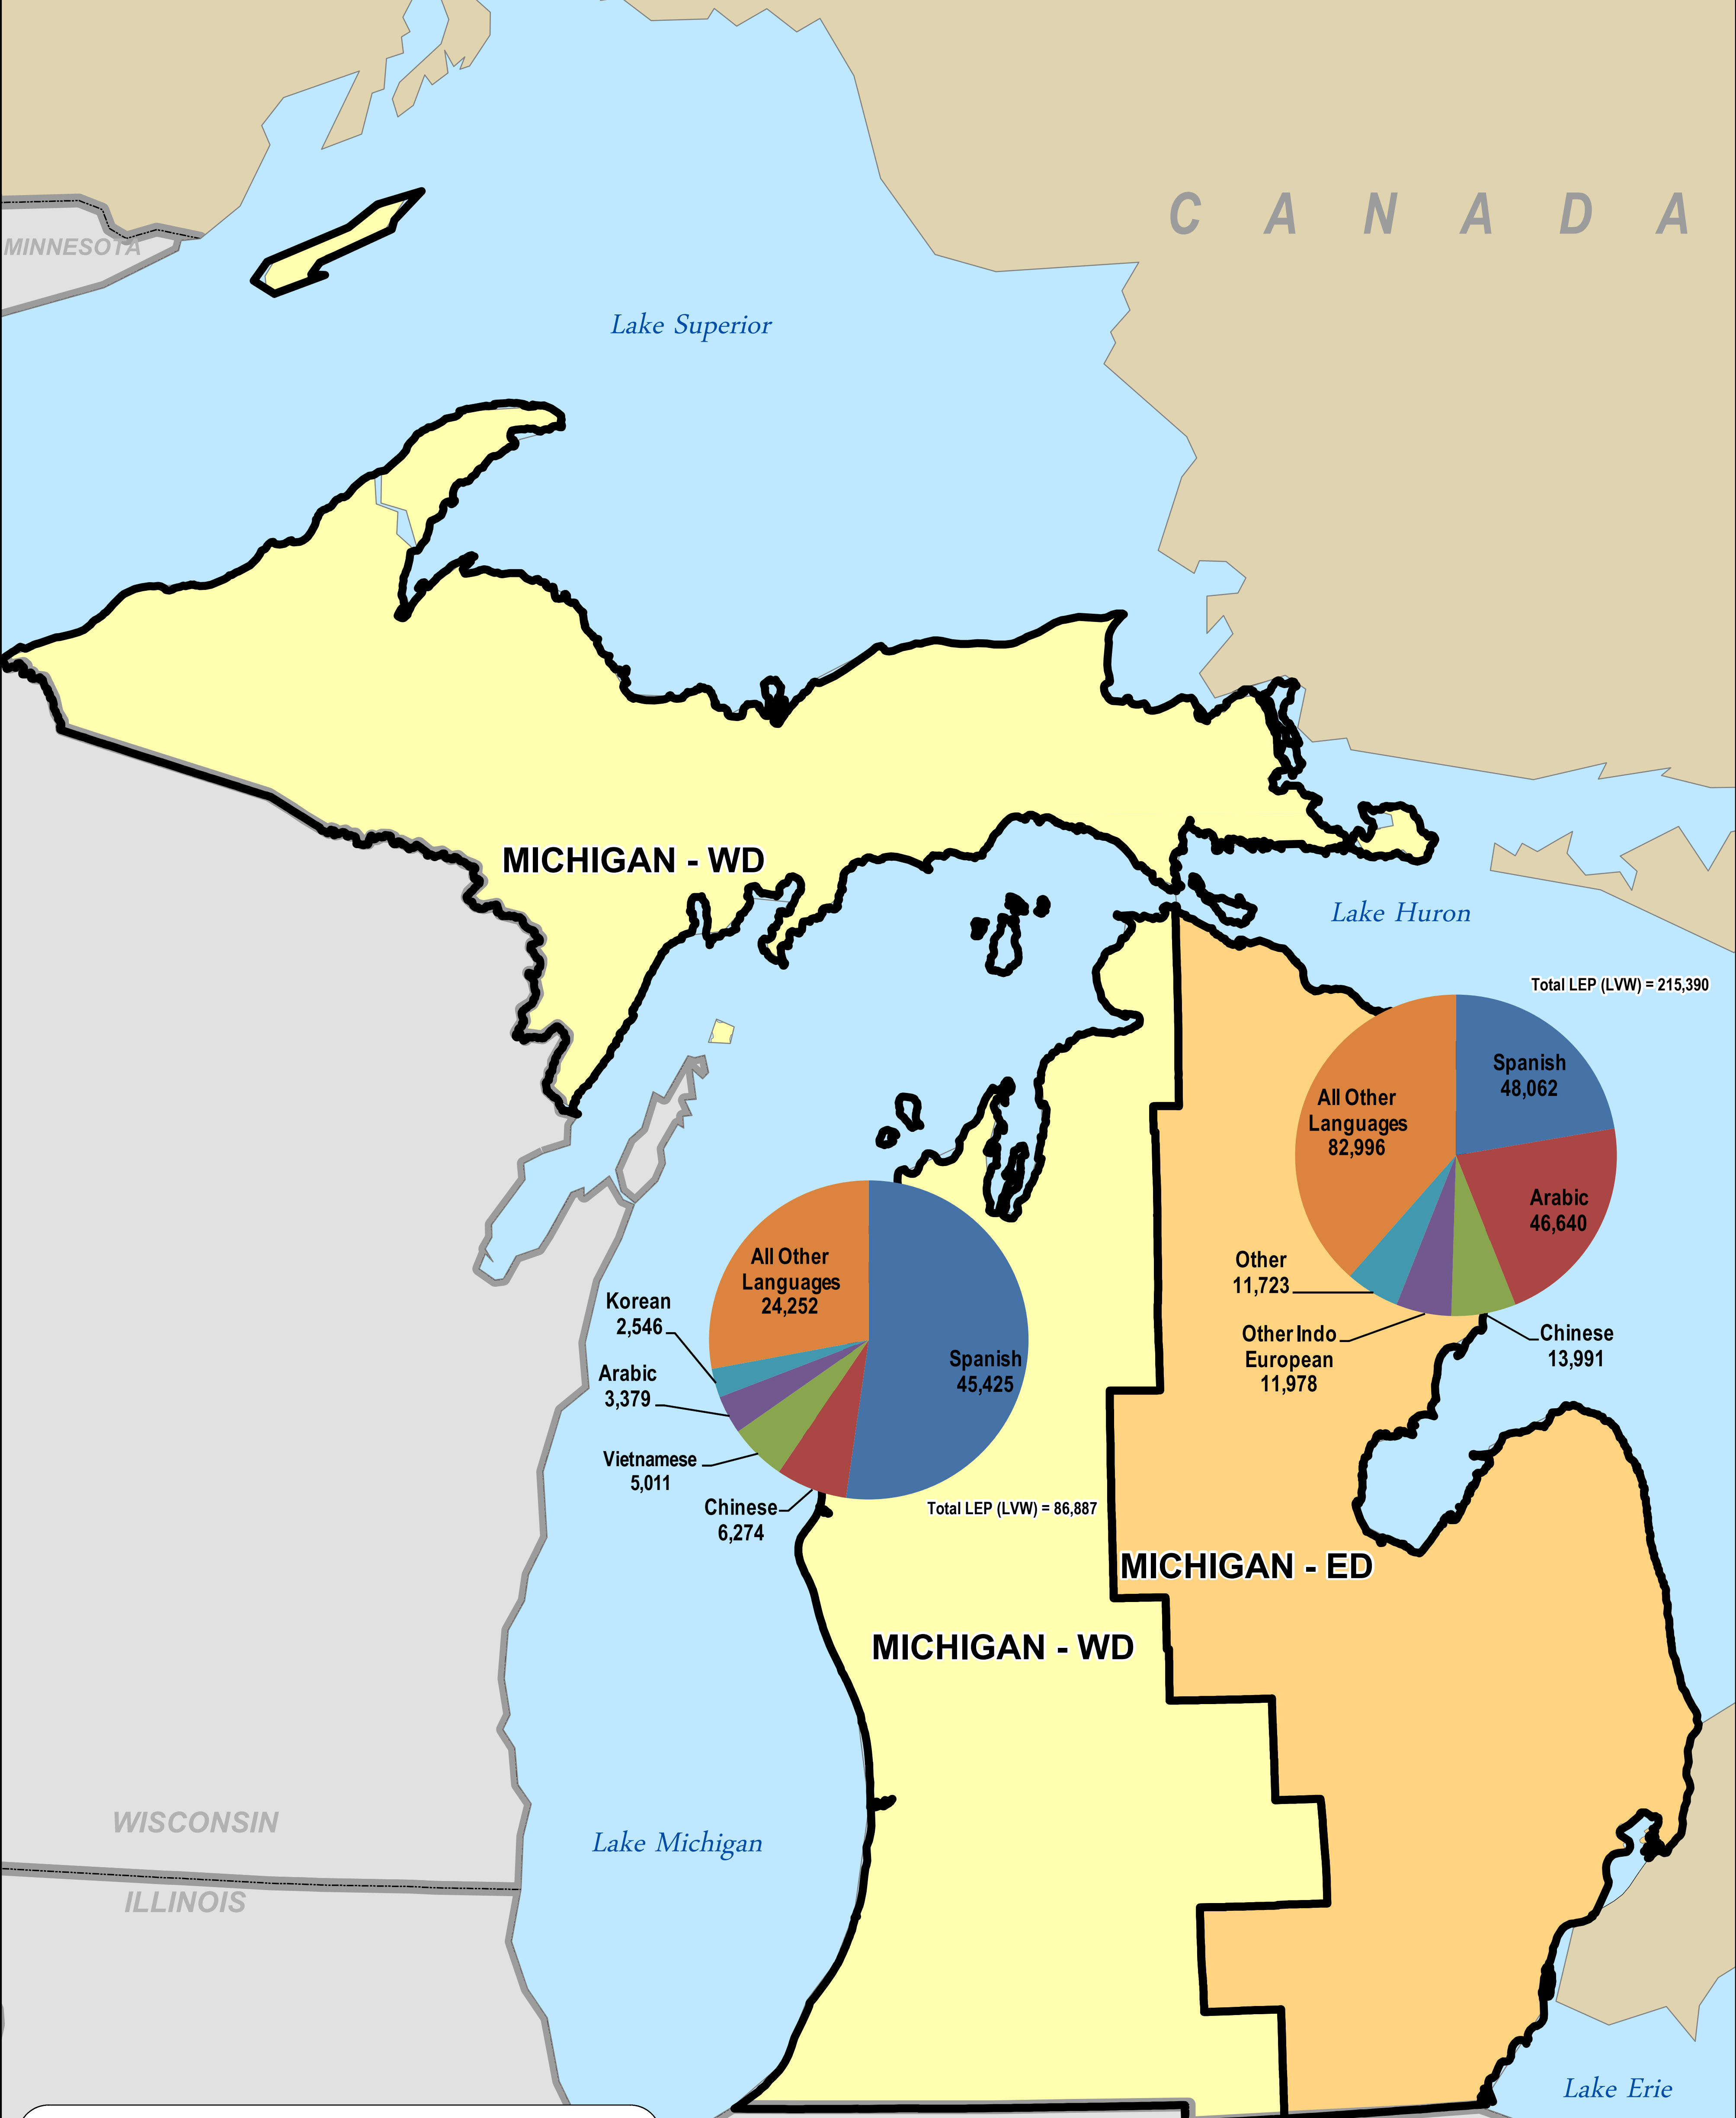 CANADA
MINNESOTA
Lake Superior
MICHIGAN - WD
Lake Huron
Total LEP (LVW) = 215,390
Spanish
48,062
All Other
Languages
82,996
Arabic
46,640
Other
11,723
Other Indo
European
11,978
Chinese
13,991
All Other
Languages
24,252
Korean
2,546
Spanish
45,425
Arabic
3,379
Vietnamese
5,011
Chinese
6,274
Total LEP (LVW) = 86,887
MICHIGAN - ED
MICHIGAN - WD
WISCONSIN
Lake Michigan
ILLINOIS
Lake Erie